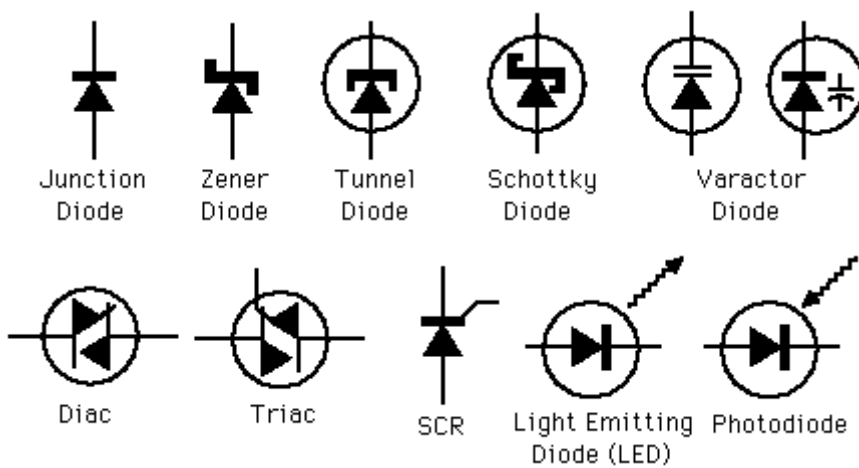 Junction Diode
Zener Diode
Tunnel Diode
Schottky Diode
Varactor Diode
Diac
Triac
SCR
Light Emitting
Diode (LED)
Photodiode